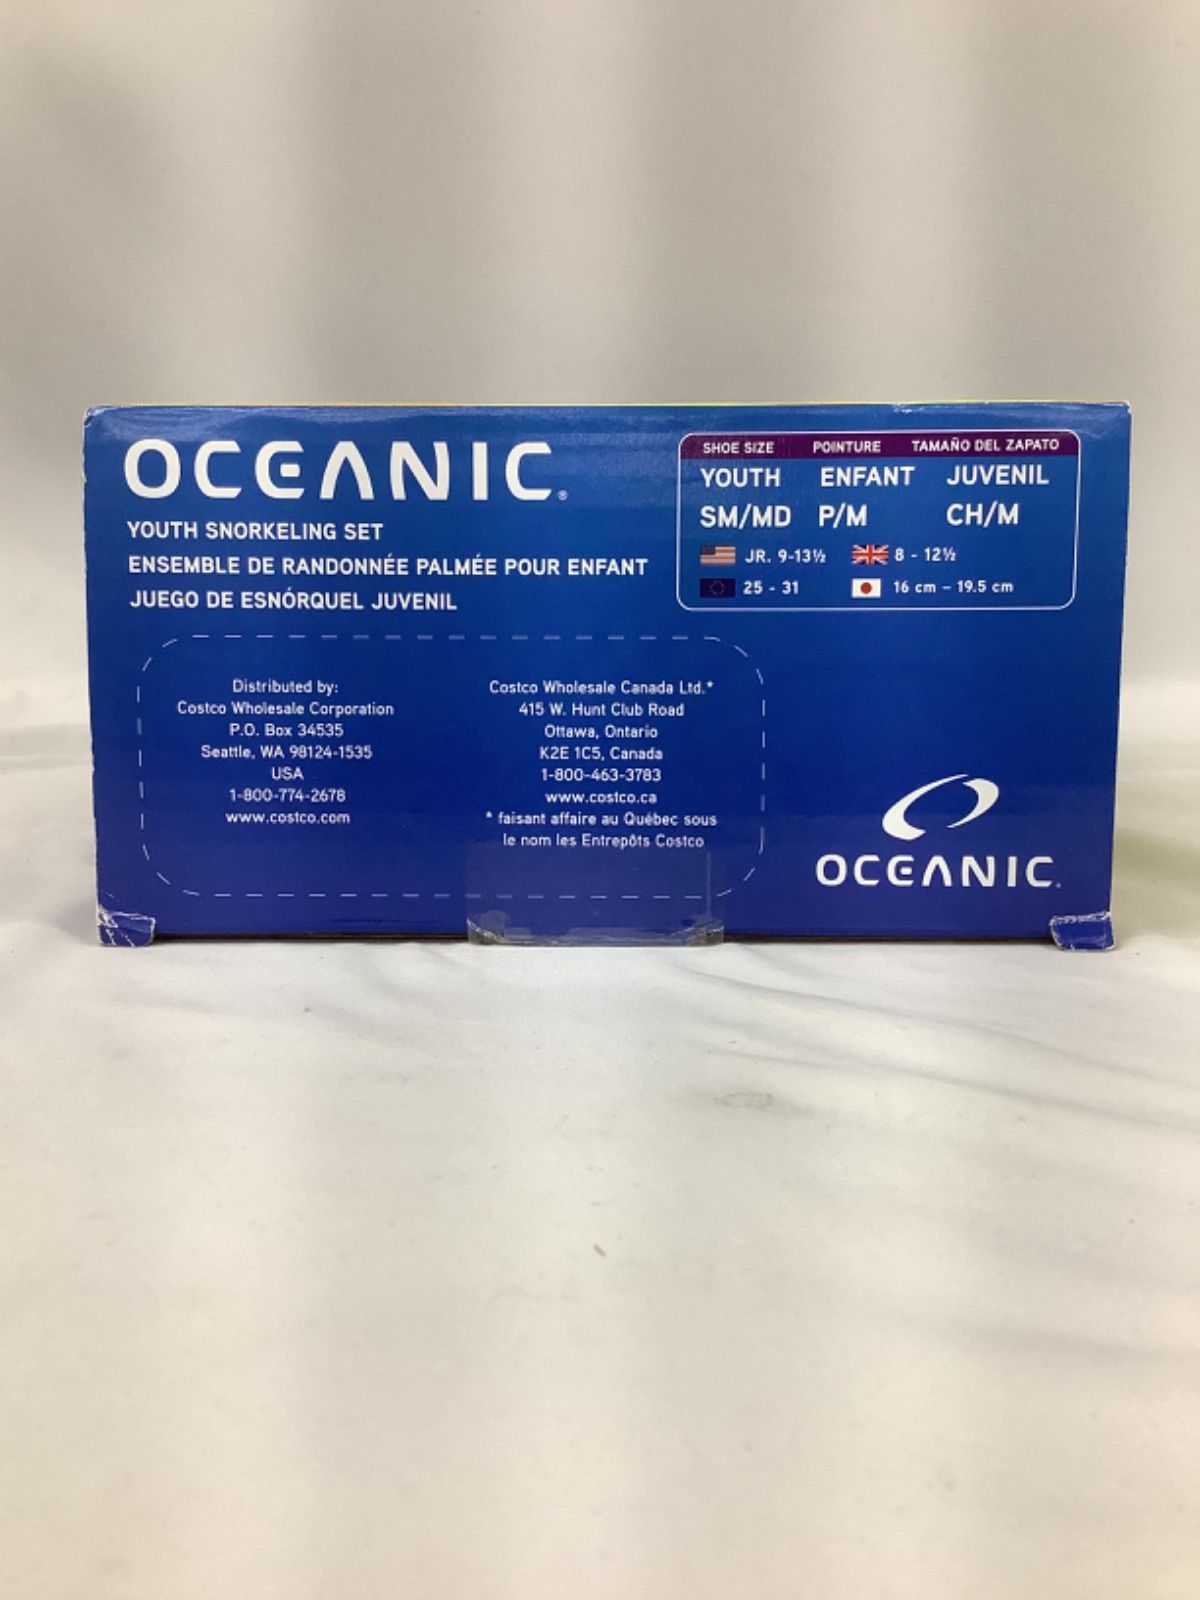 OCEANIC®
YOUTH SNORKELING SET
ENSEMBLE DE RANDONNÉE PALMÉE POUR ENFANT
JUEGO DE ESNÓRQUEL JUVENIL
SHOE SIZE POINTURE TAMAÑO DEL ZAPATO
YOUTH ENFANT JUVENIL
SM/MD P/M CH/M
JR. 9-13½ 8 - 12½
25 - 31 16 cm – 19.5 cm
Distributed by:
Costco Wholesale Corporation
P.O. Box 34535
Seattle, WA 98124-1535
USA
1-800-774-2678
www.costco.com
Costco Wholesale Canada Ltd.*
415 W. Hunt Club Road
Ottawa, Ontario
K2E 1C5, Canada
1-800-463-3783
www.costco.ca
* faisant affaire au Québec sous
le nom les Entrepôts Costco
OCEANIC.